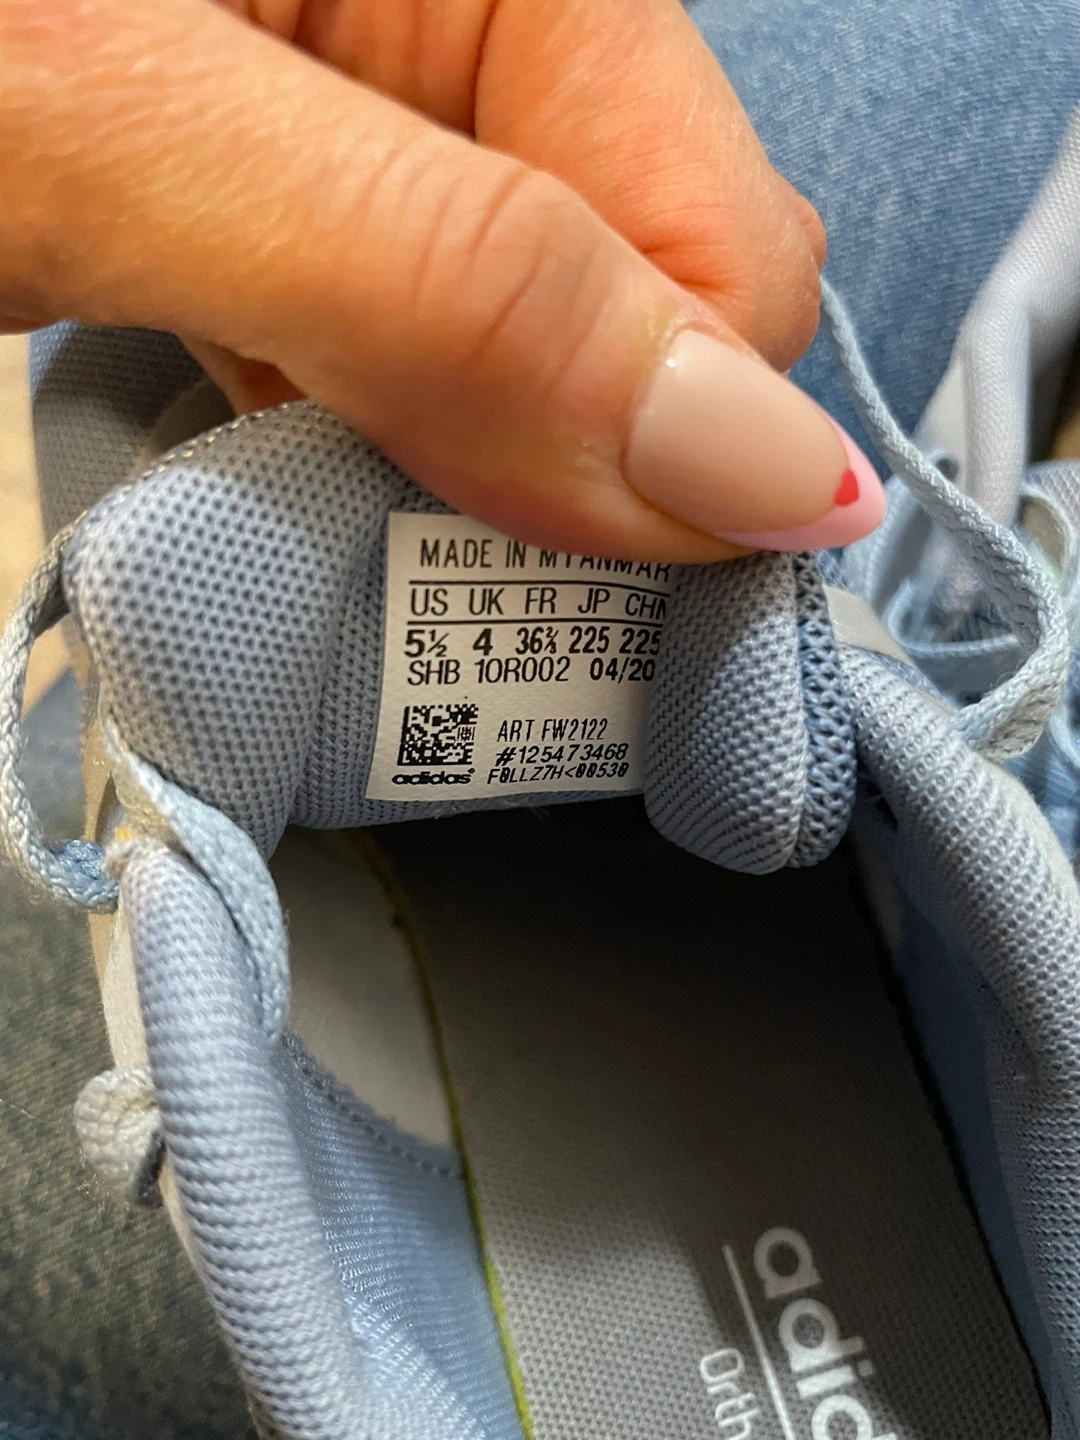 MADE IN MYANMAR
US UK FR JP CHN
5½ 4 36⅔ 225 225
SHB 10R002 04/20
ART FW2122
#125473468
adidas® F0LLZ7H<00530
adid
Orth